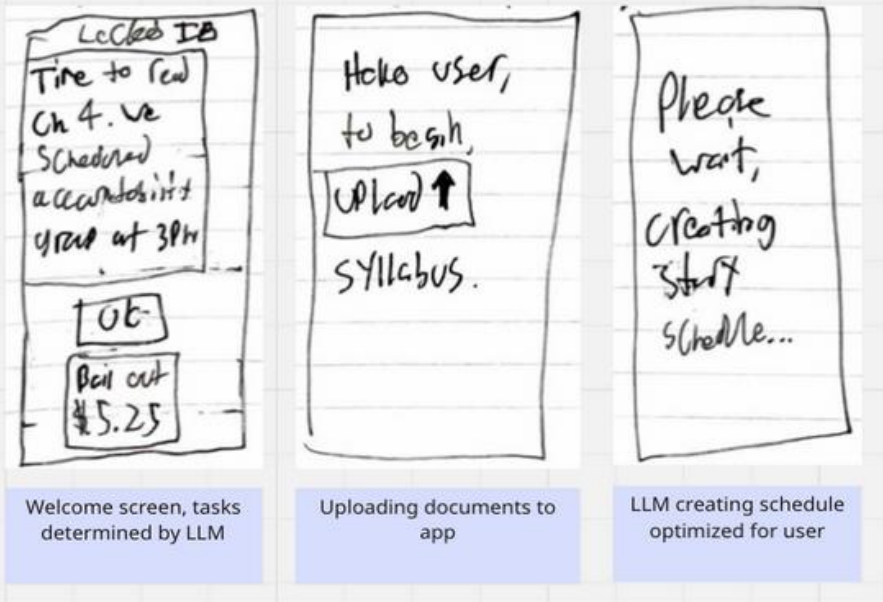 Time to read
Ch 4. We
Scheduled
accountability
group at 3PM
OK
Bail out
$5.25
Welcome screen, tasks
determined by LLM
Hello user,
to begin,
upload ↑
syllabus.
Uploading documents to
app
Please
wait,
creating
study
schedule...
LLM creating schedule
optimized for user